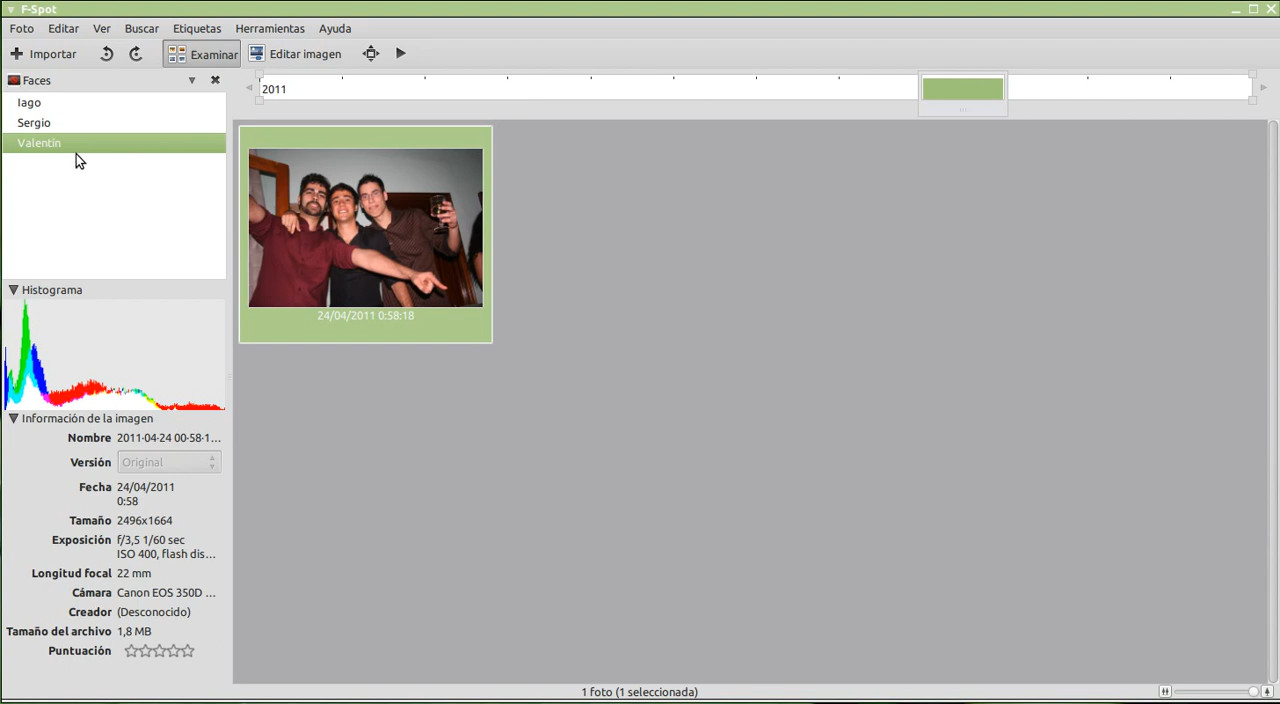 F-Spot
Foto Editar Ver Buscar Etiquetas Herramientas Ayuda
Importar Examinar Editar imagen
Faces
2011
Iago
Sergio
Valentín
24/04/2011 0:58:18
Histograma
Información de la imagen
Nombre 2011-04-24 00-58-1...
Versión Original
Fecha 24/04/2011
0:58
Tamaño 2496x1664
Exposición f/3,5 1/60 sec
ISO 400, flash dis...
Longitud focal 22 mm
Cámara Canon EOS 350D ...
Creador (Desconocido)
Tamaño del archivo 1,8 MB
Puntuación
1 foto (1 seleccionada)